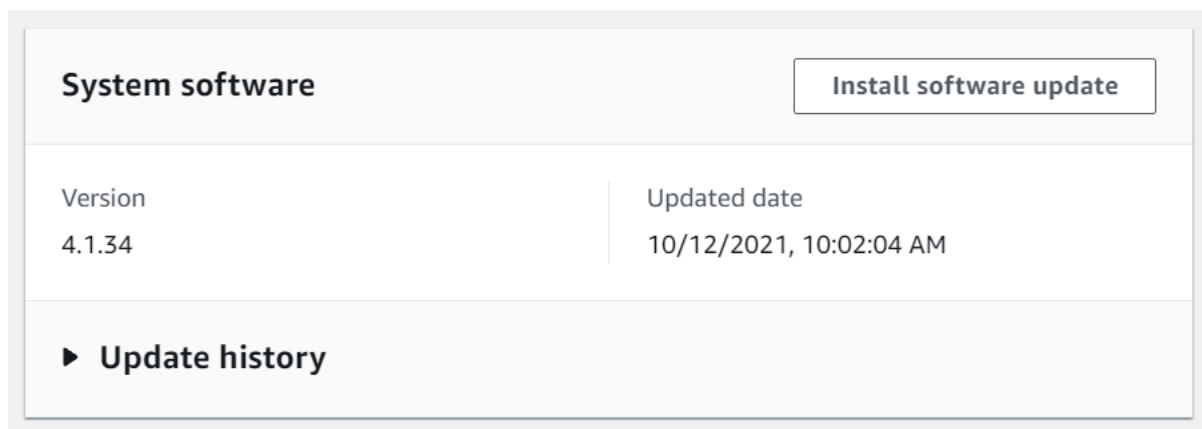 System software
Install software update
Version
Updated date
4.1.34
10/12/2021, 10:02:04 AM
Update history